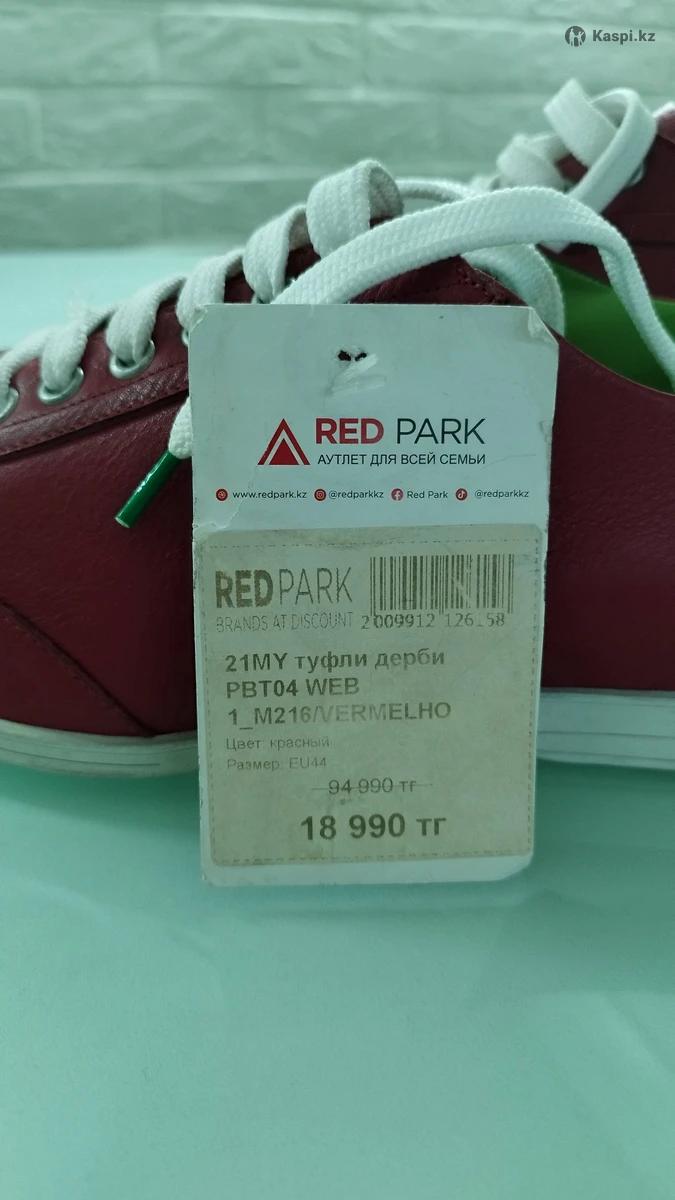 Kaspi.kz
RED PARK
АУТЛЕТ ДЛЯ ВСЕЙ СЕМЬИ
www.redpark.kz @redparkkz Red Park @redparkkz
REDPARK
BRANDS AT DISCOUNT
2 009912 126
21MY туфли дерби
PBT04 WEB
1_M216/VERMELHO
Цвет: красный
Размер: EU44
94 990 тг
18 990 тг